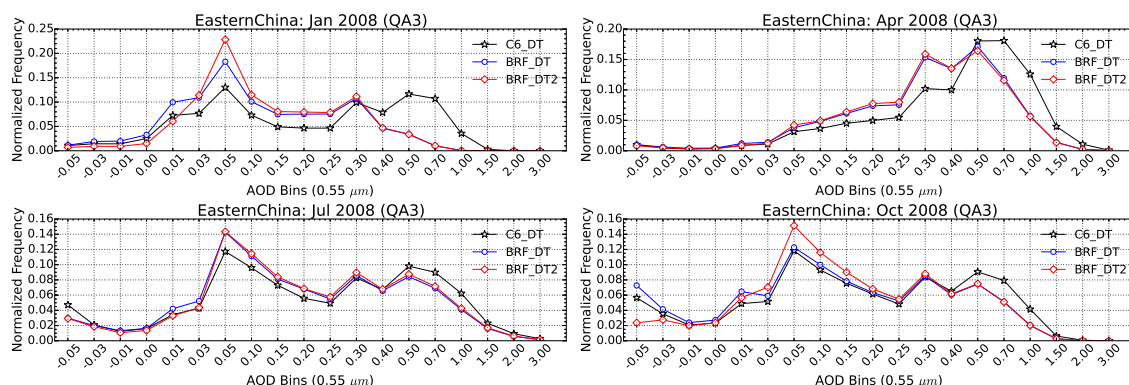 EasternChina: Jan 2008 (QA3)
Normalized Frequency
0.25
0.20
0.15
0.10
0.05
0.00
C6_DT
BRF_DT
BRF_DT2
-0.05 -0.03 -0.01 0.00 0.01 0.03 0.05 0.10 0.15 0.20 0.25 0.30 0.40 0.50 0.70 1.00 1.50 2.00 3.00
AOD Bins (0.55 μm)
EasternChina: Apr 2008 (QA3)
Normalized Frequency
0.20
0.15
0.10
0.05
0.00
C6_DT
BRF_DT
BRF_DT2
-0.05 -0.03 -0.01 0.00 0.01 0.03 0.05 0.10 0.15 0.20 0.25 0.30 0.40 0.50 0.70 1.00 1.50 2.00 3.00
AOD Bins (0.55 μm)
EasternChina: Jul 2008 (QA3)
Normalized Frequency
0.16
0.14
0.12
0.10
0.08
0.06
0.04
0.02
0.00
C6_DT
BRF_DT
BRF_DT2
-0.05 -0.03 -0.01 0.00 0.01 0.03 0.05 0.10 0.15 0.20 0.25 0.30 0.40 0.50 0.70 1.00 1.50 2.00 3.00
AOD Bins (0.55 μm)
EasternChina: Oct 2008 (QA3)
Normalized Frequency
0.16
0.14
0.12
0.10
0.08
0.06
0.04
0.02
0.00
C6_DT
BRF_DT
BRF_DT2
-0.05 -0.03 -0.01 0.00 0.01 0.03 0.05 0.10 0.15 0.20 0.25 0.30 0.40 0.50 0.70 1.00 1.50 2.00 3.00
AOD Bins (0.55 μm)